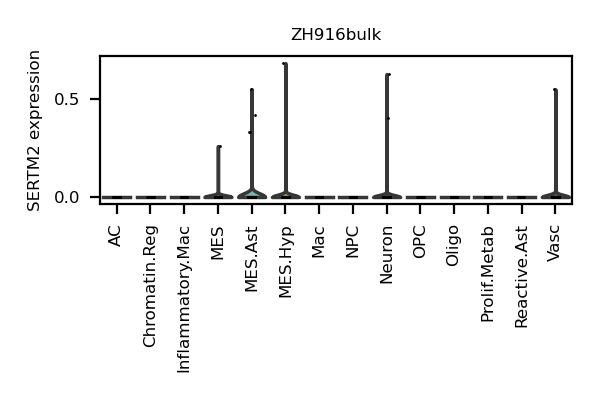 ZH916bulk
SERTM2 expression
0.5
0.0
AC
Chromatin.Reg
Inflammatory.Mac
MES
MES.Ast
MES.Hyp
Mac
NPC
Neuron
OPC
Oligo
Prolif.Metab
Reactive.Ast
Vasc